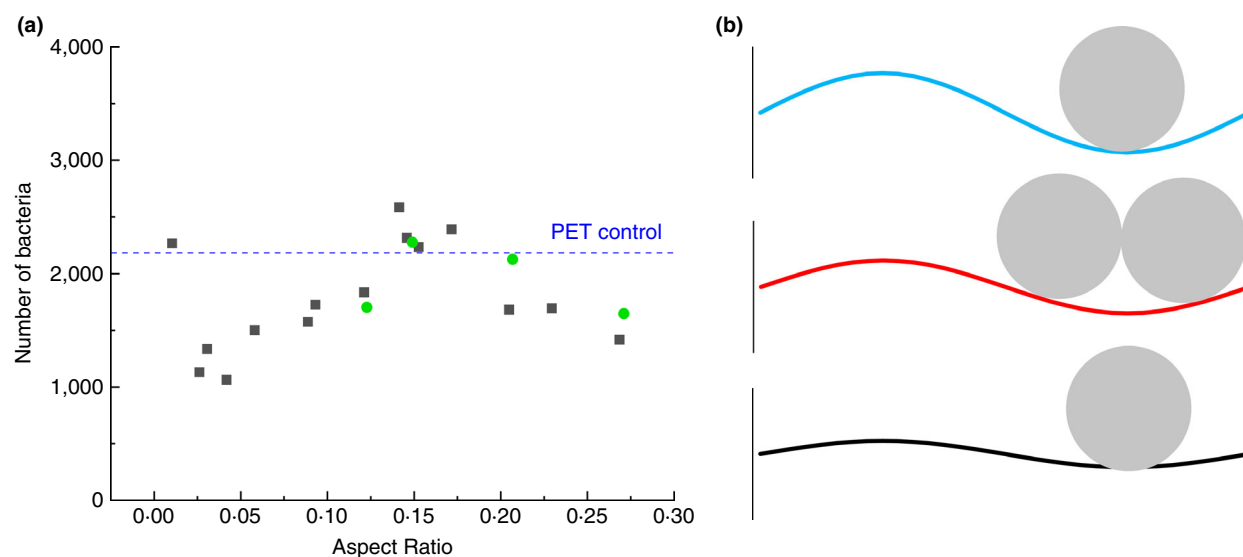 (a)
(b)
4,000
3,000
2,000
1,000
0
Number of bacteria
PET control
0·00 0·05 0·10 0·15 0·20 0·25 0·30
Aspect Ratio